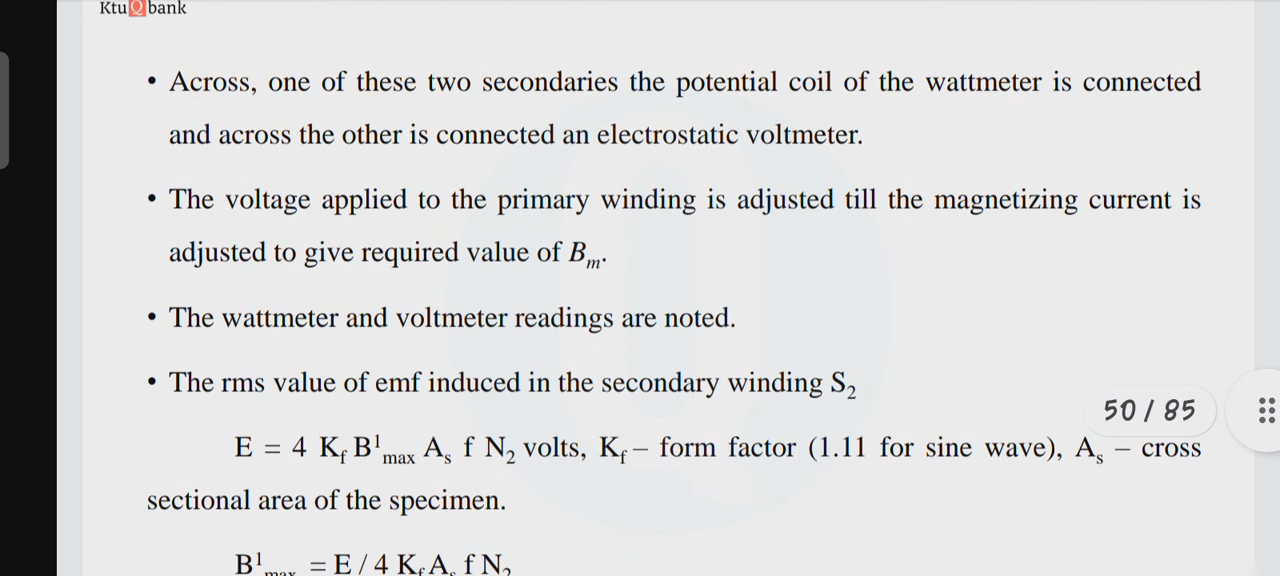 KtuQbank
• Across, one of these two secondaries the potential coil of the wattmeter is connected
and across the other is connected an electrostatic voltmeter.
• The voltage applied to the primary winding is adjusted till the magnetizing current is
adjusted to give required value of Bm.
• The wattmeter and voltmeter readings are noted.
• The rms value of emf induced in the secondary winding S2
50 / 85
E = 4 Kf B¹max As f N2 volts, Kf – form factor (1.11 for sine wave), As – cross
sectional area of the specimen.
B¹max = E / 4 Kf As f N2